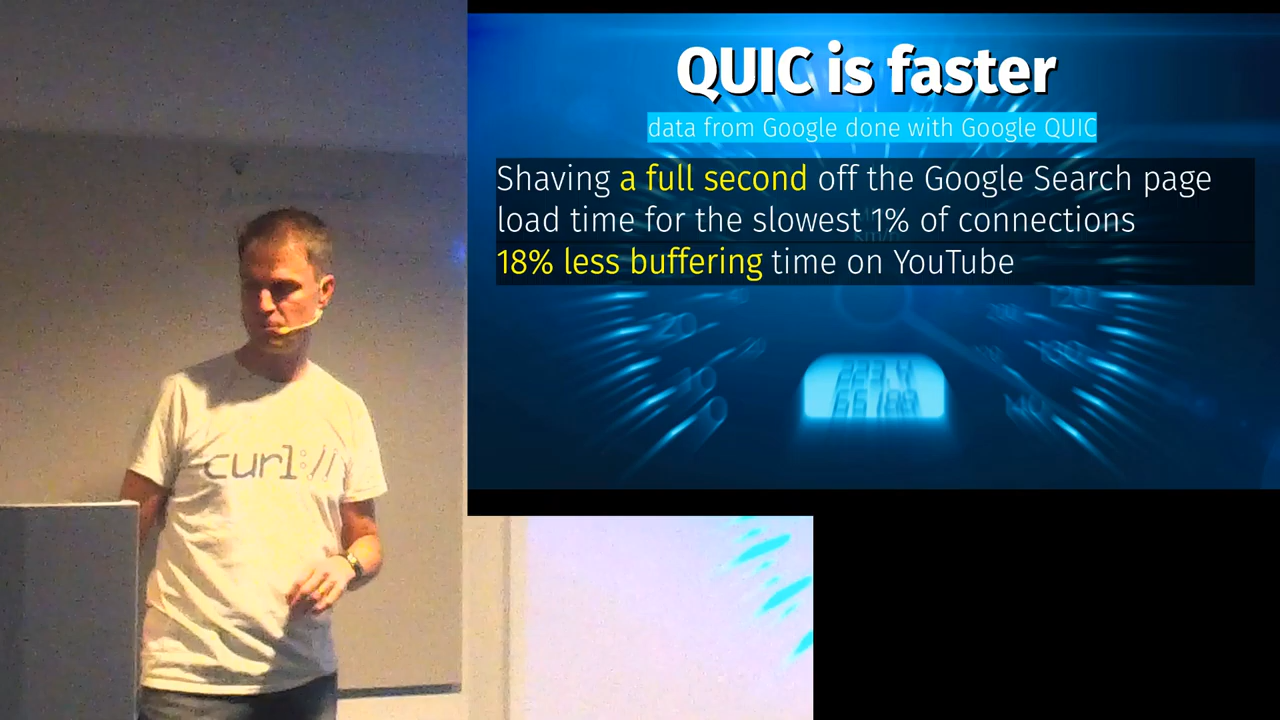 QUIC is faster
data from Google done with Google QUIC
Shaving a full second off the Google Search page
load time for the slowest 1% of connections
18% less buffering time on YouTube
curl://